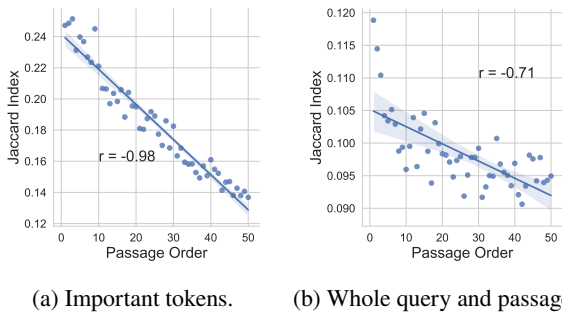 0.24
0.22
0.20
0.18
0.16
0.14
0.12
Jaccard Index
r = -0.98
0 10 20 30 40 50
Passage Order
(a) Important tokens.
0.120
0.115
0.110
0.105
0.100
0.095
0.090
Jaccard Index
r = -0.71
0 10 20 30 40 50
Passage Order
(b) Whole query and passag